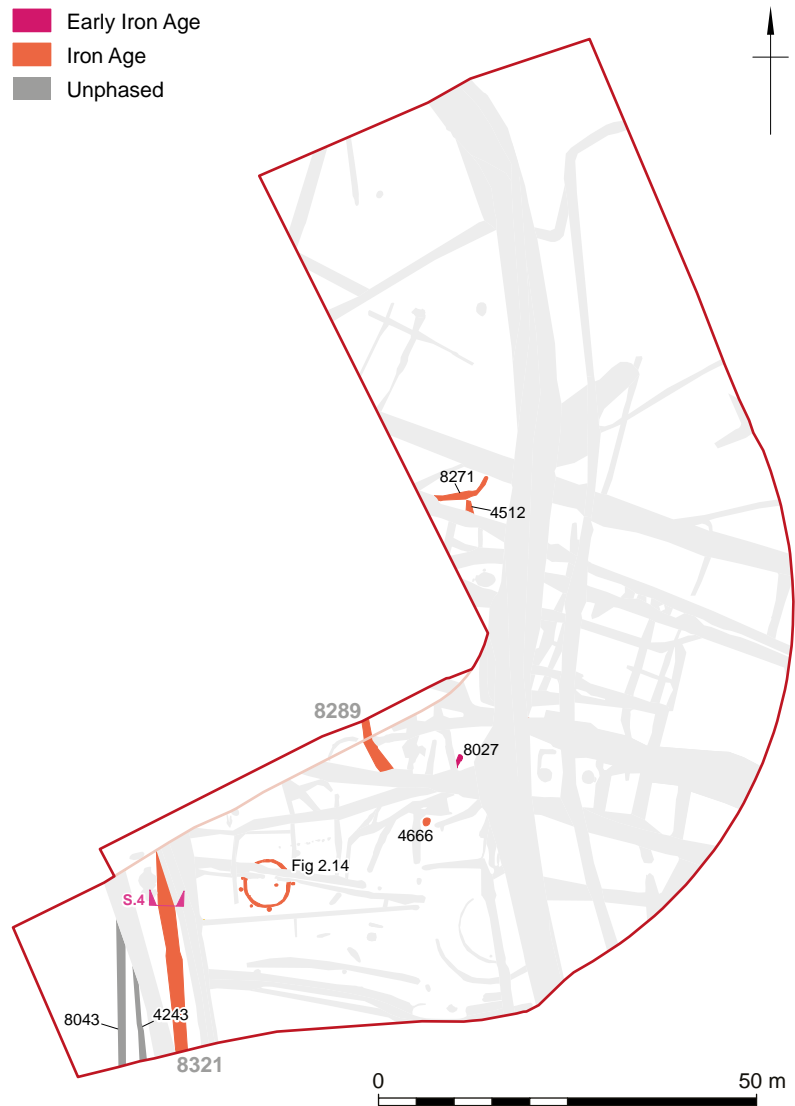 Early Iron Age
Iron Age
Unphased
8271
4512
8289
8027
4666
Fig 2.14
S.4
8043
4243
8321
0
50 m